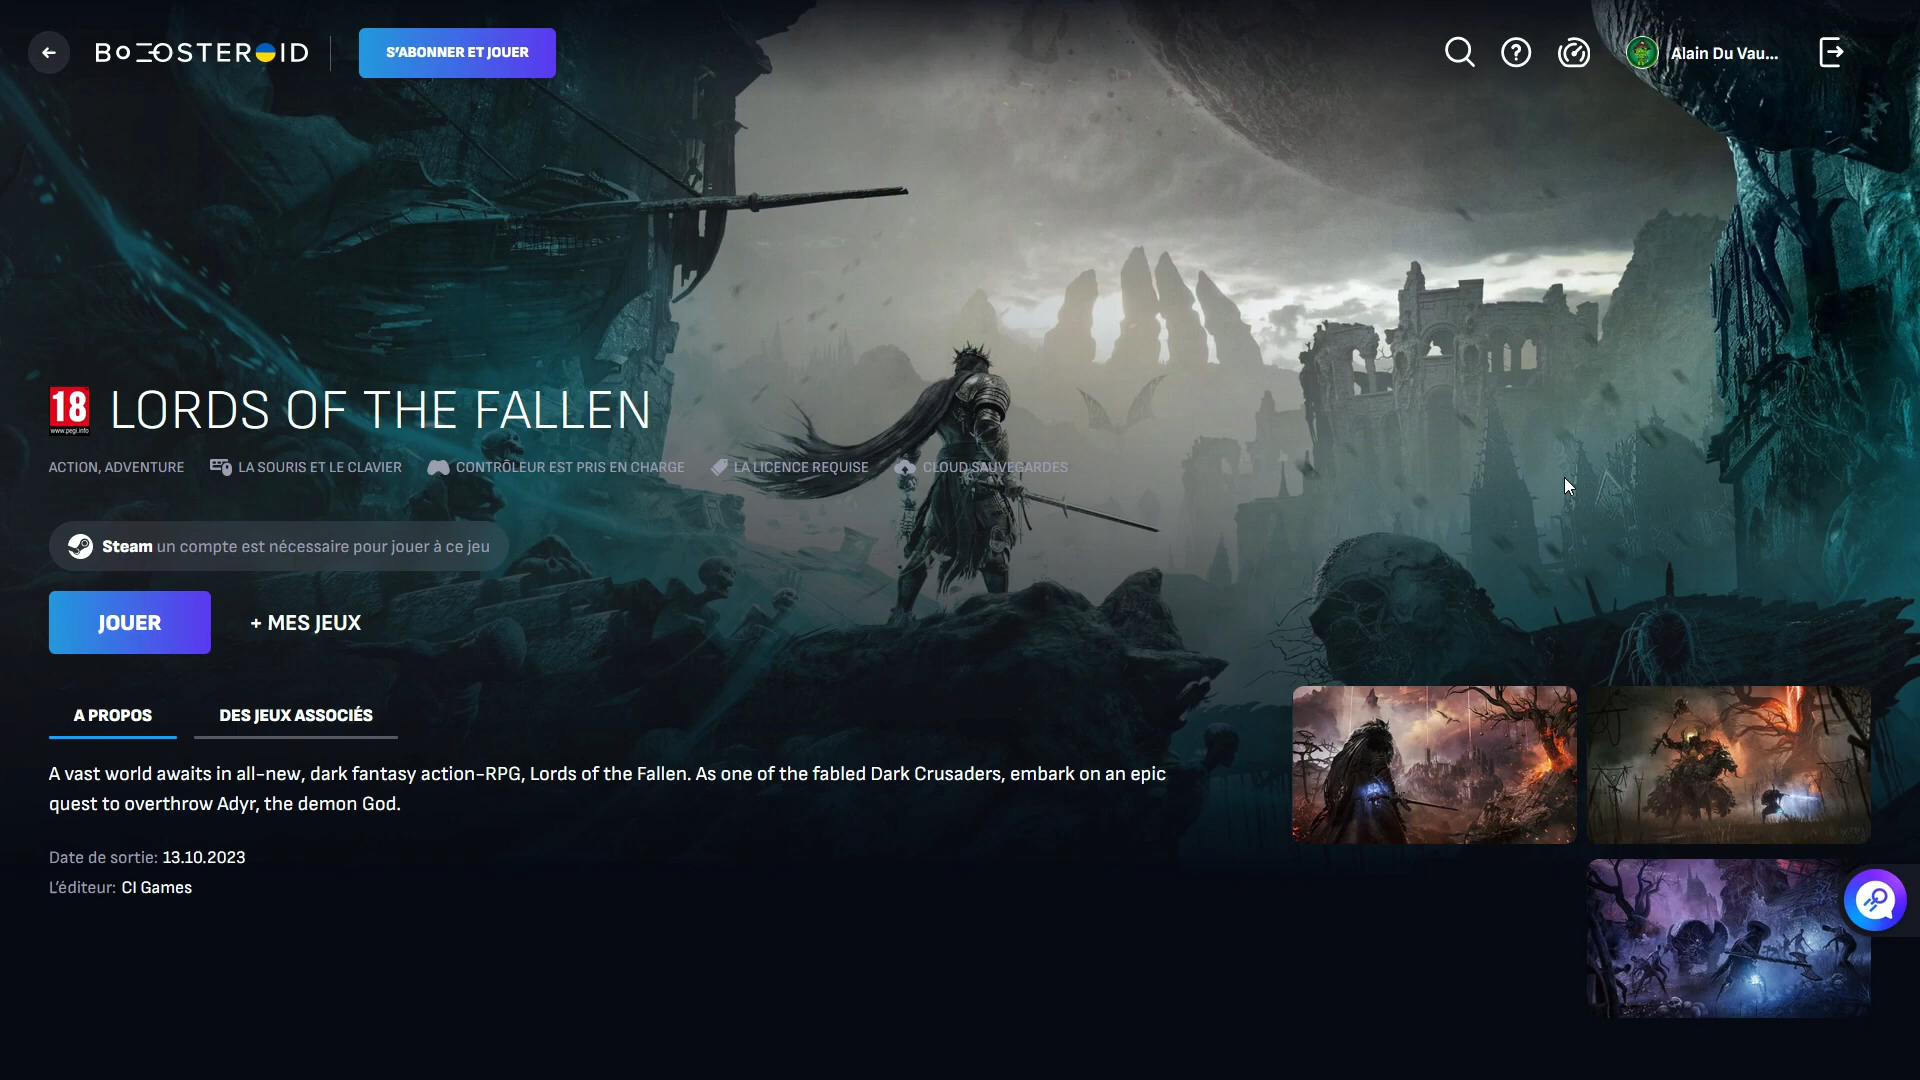 BOOSTEROID
S'ABONNER ET JOUER
Alain Du Vau...
18
www.pegi.info
LORDS OF THE FALLEN
ACTION, ADVENTURE
LA SOURIS ET LE CLAVIER
CONTRÔLEUR EST PRIS EN CHARGE
LA LICENCE REQUISE
CLOUD SAUVEGARDES
Steam un compte est nécessaire pour jouer à ce jeu
JOUER
+ MES JEUX
A PROPOS
DES JEUX ASSOCIÉS
A vast world awaits in all-new, dark fantasy action-RPG, Lords of the Fallen. As one of the fabled Dark Crusaders, embark on an epic
quest to overthrow Adyr, the demon God.
Date de sortie: 13.10.2023
L'éditeur: CI Games